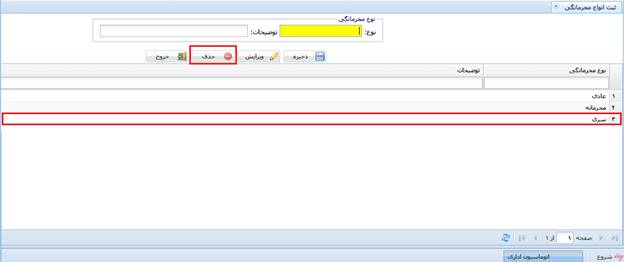 ثبت انواع محرمانگی
نوع محرمانگی
نوع: توضیحات:
ذخیره ویرایش حذف خروج
نوع محرمانگی توضیحات
۱ عادی
۲ محرمانه
۳ سری
صفحه ۱ از ۱
شروع اتوماسیون اداری